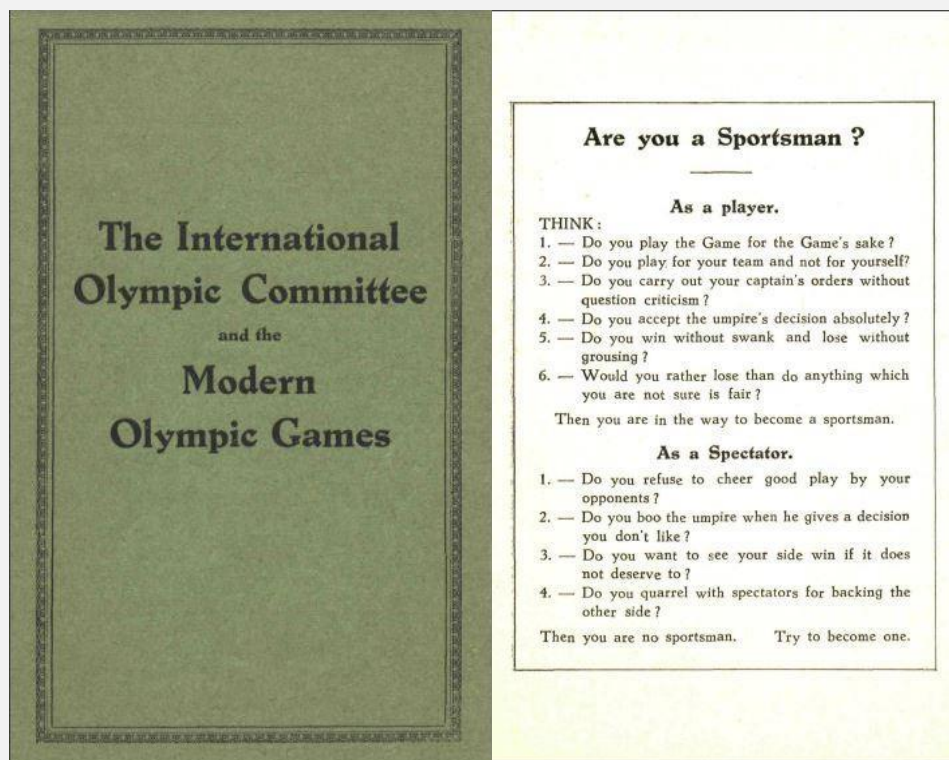 The International
Olympic Committee
and the
Modern
Olympic Games
Are you a Sportsman ?
As a player.
THINK :
1. — Do you play the Game for the Game's sake ?
2. — Do you play for your team and not for yourself?
3. — Do you carry out your captain's orders without
question criticism ?
4. — Do you accept the umpire's decision absolutely ?
5. — Do you win without swank and lose without
grousing ?
6. — Would you rather lose than do anything which
you are not sure is fair ?
Then you are in the way to become a sportsman.
As a Spectator.
1. — Do you refuse to cheer good play by your
opponents ?
2. — Do you boo the umpire when he gives a decision
you don't like ?
3. — Do you want to see your side win if it does
not deserve to ?
4. — Do you quarrel with spectators for backing the
other side ?
Then you are no sportsman. Try to become one.